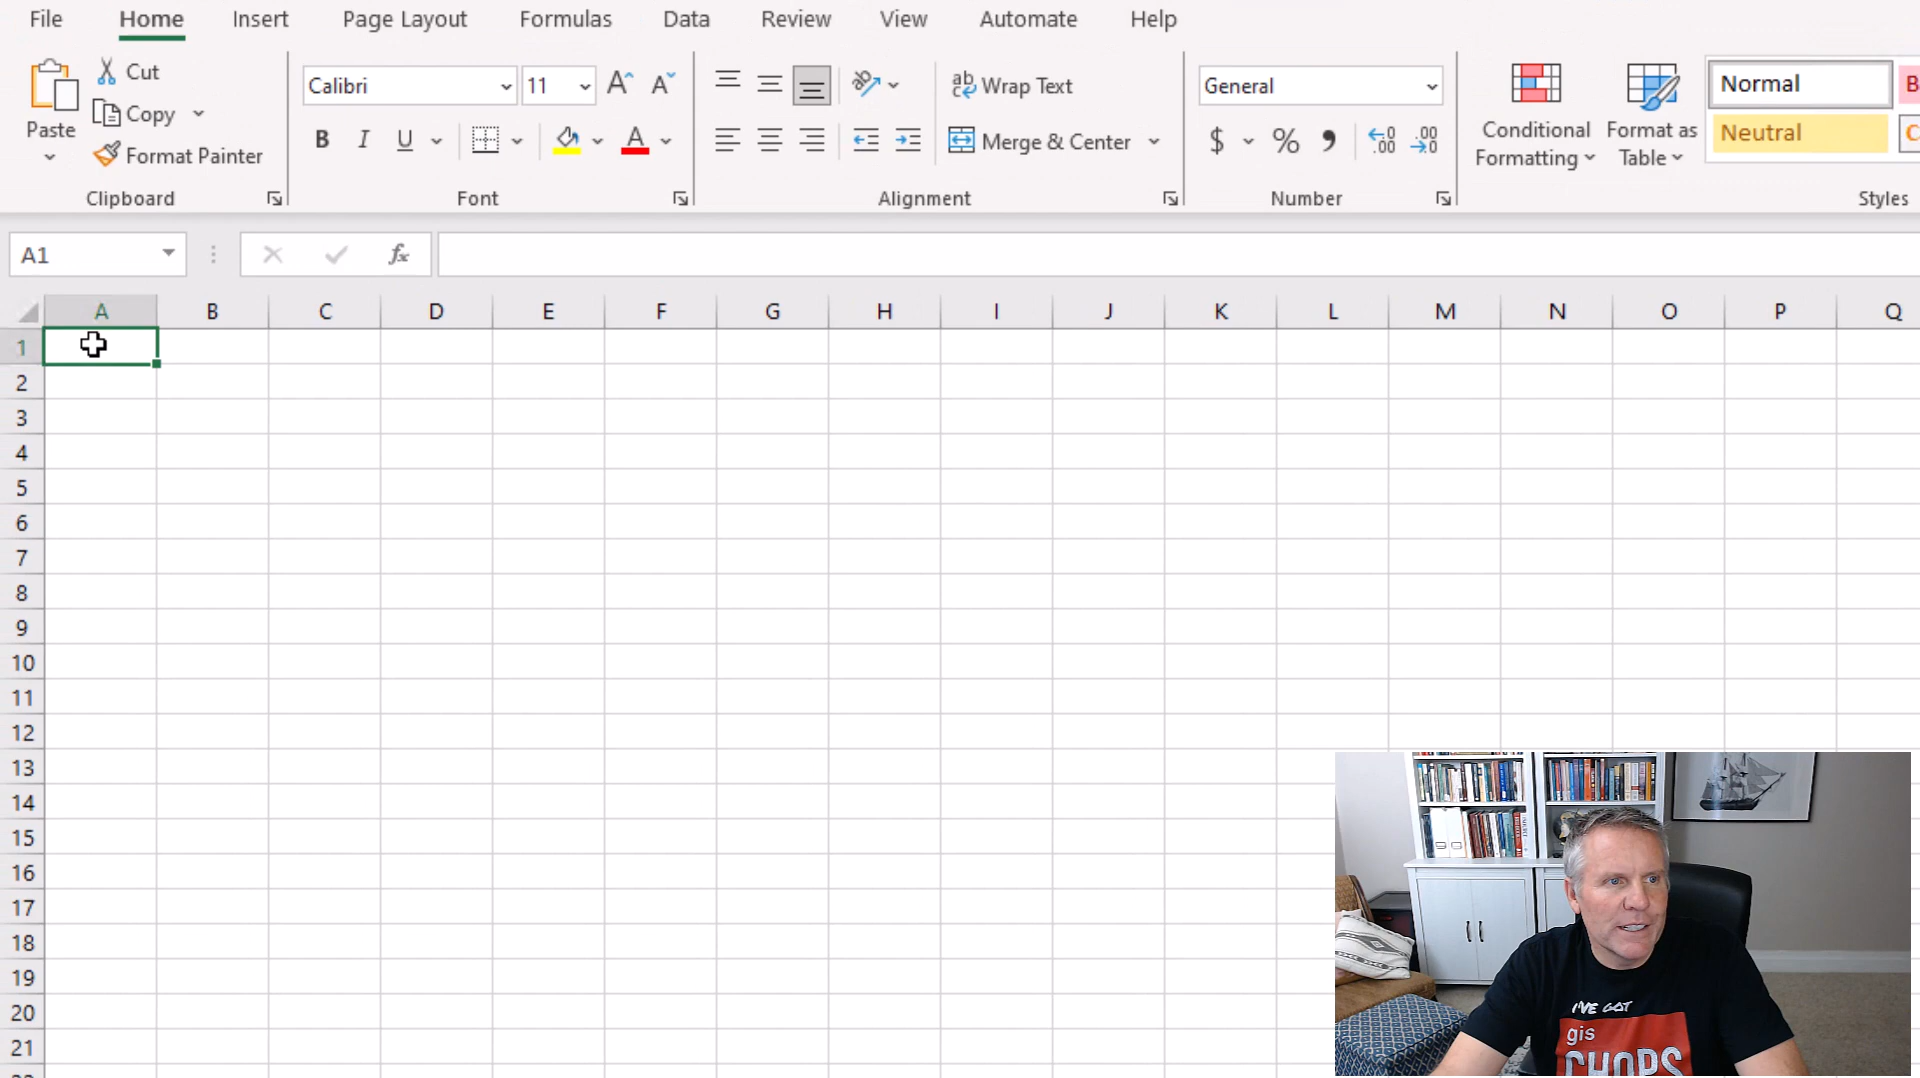 File Home Insert Page Layout Formulas Data Review View Automate Help
Paste
Cut
Copy
Format Painter
Clipboard
Calibri 11
B I U
Font
Wrap Text
Merge & Center
Alignment
General
$ % ,
Number
Conditional
Formatting
Format as
Table
Normal B
Neutral C
Styles
A1 fx
A B C D E F G H I J K L M N O P Q
1
2
3
4
5
6
7
8
9
10
11
12
13
14
15
16
17
18
19
20
21
I'VE GOT
gis
CHOPS